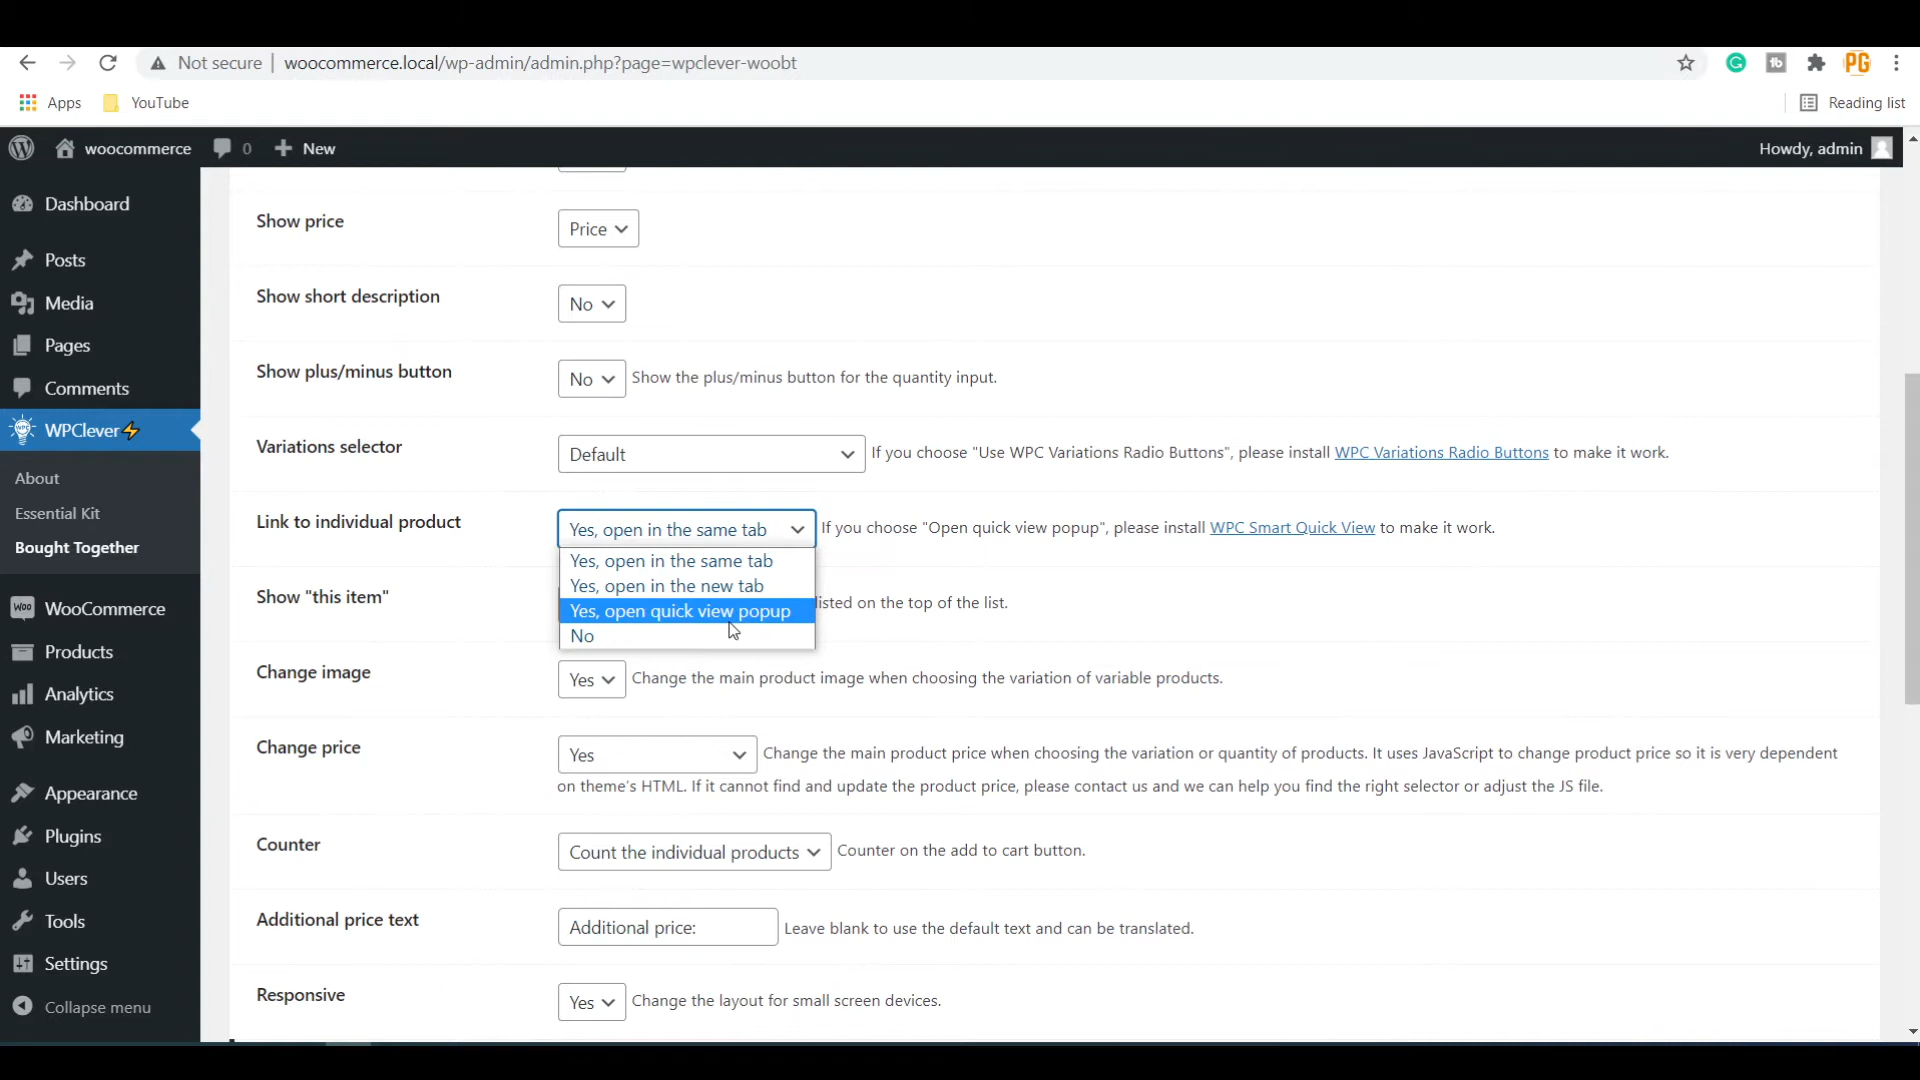 Not secure | woocommerce.local/wp-admin/admin.php?page=wpclever-woobt
PG
Apps YouTube
Reading list
woocommerce 0 New
Howdy, admin
Dashboard
Posts
Media
Pages
Comments
WPClever⚡
About
Essential Kit
Bought Together
WooCommerce
Products
Analytics
Marketing
Appearance
Plugins
Users
Tools
Settings
Collapse menu
Show price Price
Show short description No
Show plus/minus button No Show the plus/minus button for the quantity input.
Variations selector Default If you choose "Use WPC Variations Radio Buttons", please install WPC Variations Radio Buttons to make it work.
Link to individual product Yes, open in the same tab If you choose "Open quick view popup", please install WPC Smart Quick View to make it work.
Yes, open in the same tab
Yes, open in the new tab
Yes, open quick view popup
No
Show "this item" listed on the top of the list.
Change image Yes Change the main product image when choosing the variation of variable products.
Change price Yes Change the main product price when choosing the variation or quantity of products. It uses JavaScript to change product price so it is very dependent
on theme's HTML. If it cannot find and update the product price, please contact us and we can help you find the right selector or adjust the JS file.
Counter Count the individual products Counter on the add to cart button.
Additional price text Additional price: Leave blank to use the default text and can be translated.
Responsive Yes Change the layout for small screen devices.